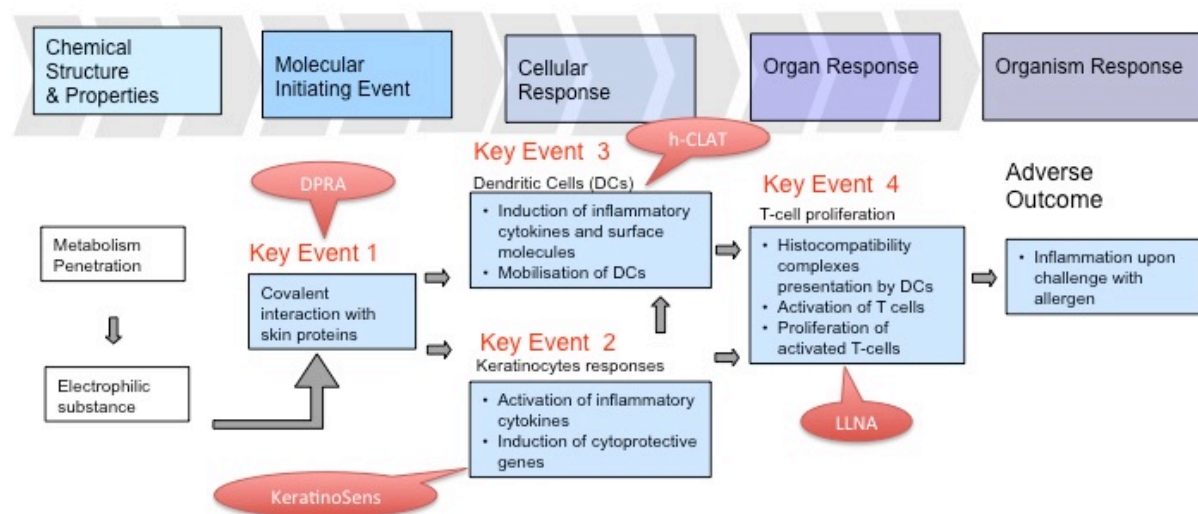 Chemical
Structure
& Properties
Molecular
Initiating Event
Cellular
Response
Organ Response
Organism Response
h-CLAT
DPRA
Key Event 3
Dendritic Cells (DCs)
• Induction of inflammatory
cytokines and surface
molecules
• Mobilisation of DCs
Key Event 4
T-cell proliferation
• Histocompatibility
complexes
presentation by DCs
• Activation of T cells
• Proliferation of
activated T-cells
Adverse
Outcome
• Inflammation upon
challenge with
allergen
Metabolism
Penetration
Key Event 1
Covalent
interaction with
skin proteins
Electrophilic
substance
Key Event 2
Keratinocytes responses
• Activation of inflammatory
cytokines
• Induction of cytoprotective
genes
LLNA
KeratinoSens